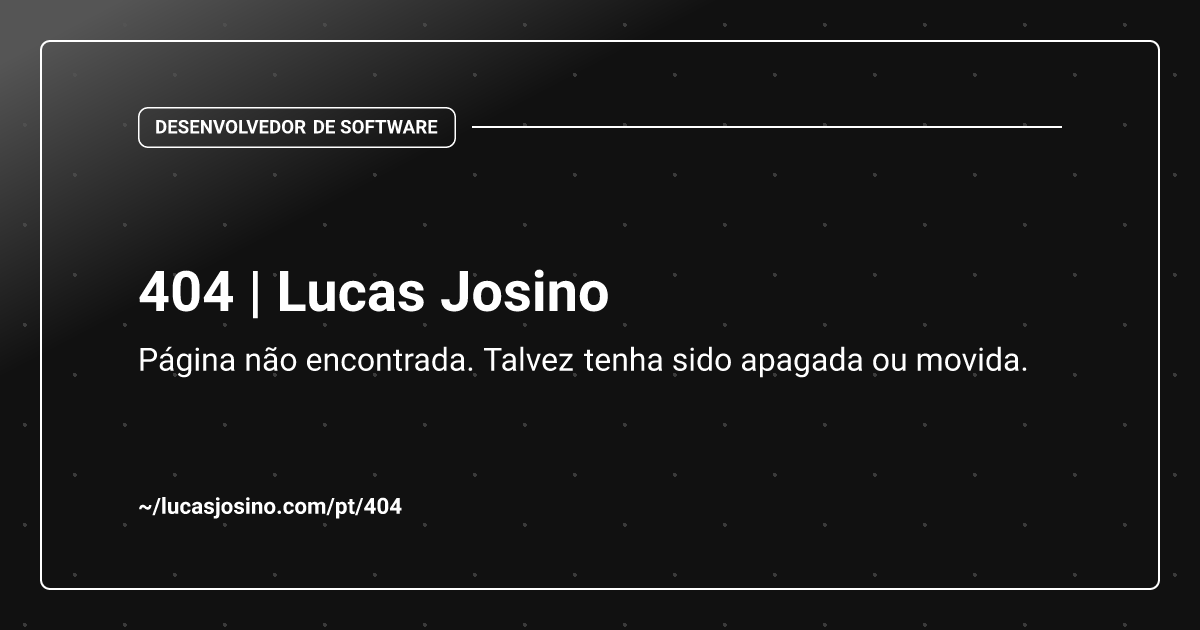 DESENVOLVEDOR DE SOFTWARE
404 | Lucas Josino
Página não encontrada. Talvez tenha sido apagada ou movida.
~/lucasjosino.com/pt/404